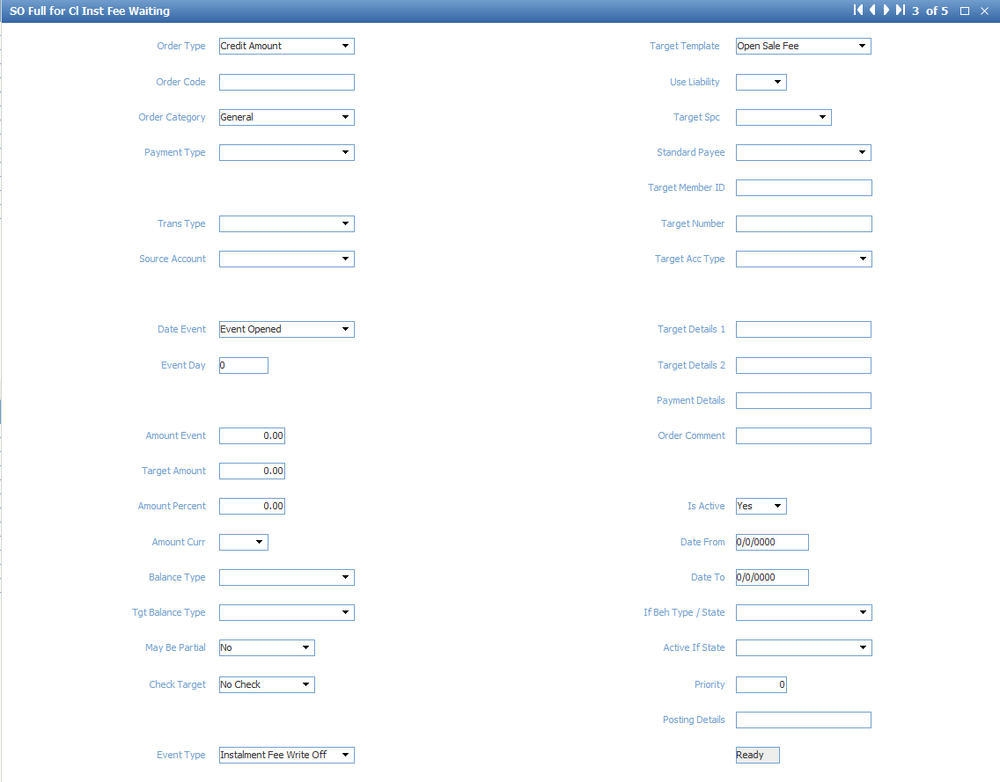 SO Full for Cl Inst Fee Waiting 3 of 5
Order Type Credit Amount Target Template Open Sale Fee
Order Code Use Liability
Order Category General Target Spc
Payment Type Standard Payee
Target Member ID
Trans Type Target Number
Source Account Target Acc Type
Date Event Event Opened Target Details 1
Event Day 0 Target Details 2
Payment Details
Amount Event 0.00 Order Comment
Target Amount 0.00
Amount Percent 0.00 Is Active Yes
Amount Curr Date From 0/0/0000
Balance Type Date To 0/0/0000
Tgt Balance Type If Beh Type / State
May Be Partial No Active If State
Check Target No Check Priority 0
Posting Details
Event Type Instalment Fee Write Off Ready